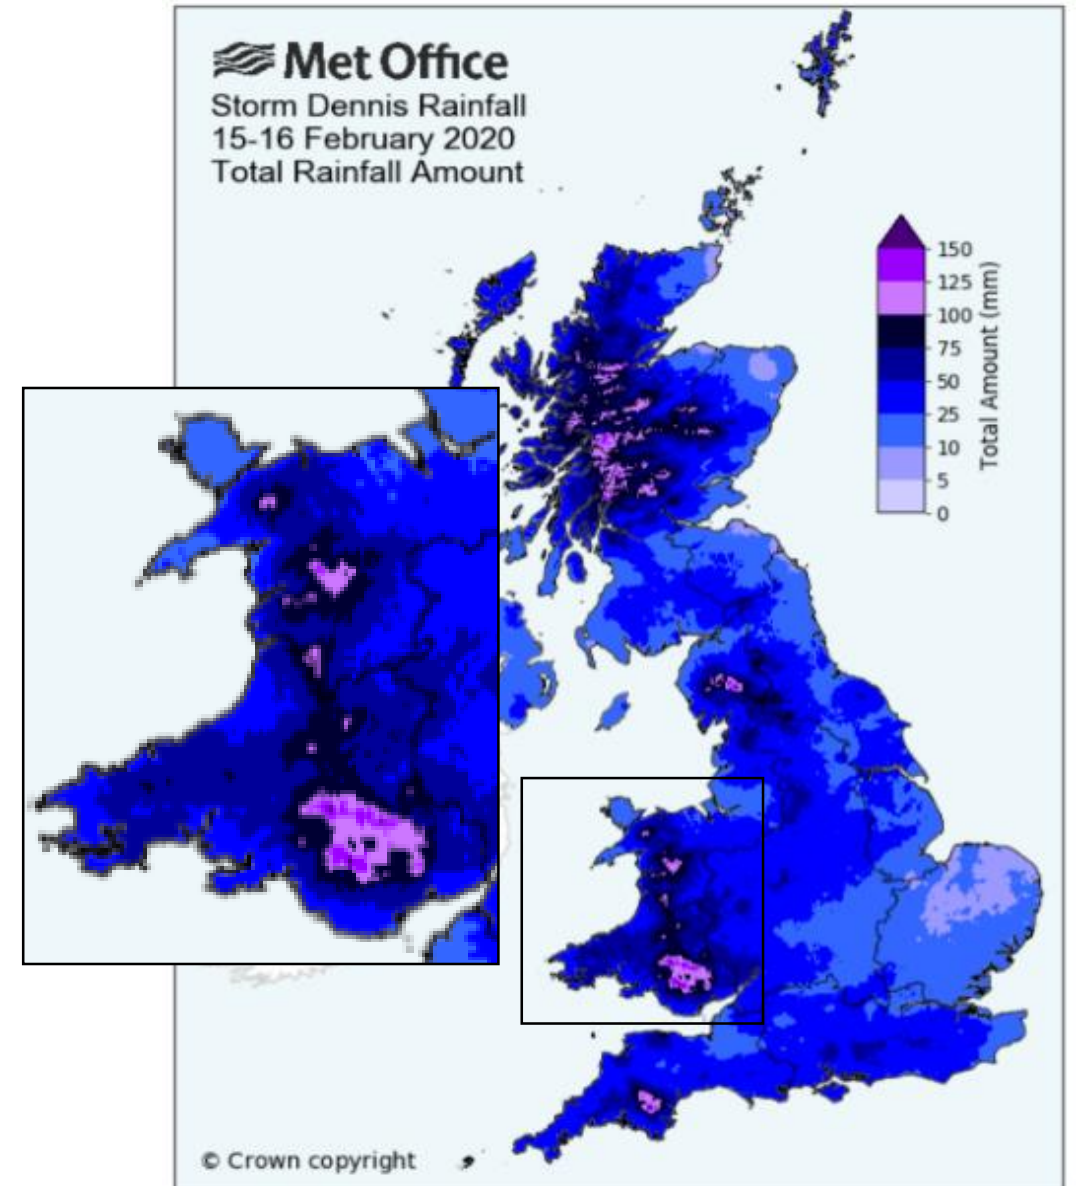 Met Office
Storm Dennis Rainfall
15-16 February 2020
Total Rainfall Amount
150
125
100
75
50
25
10
5
0
Total Amount (mm)
© Crown copyright